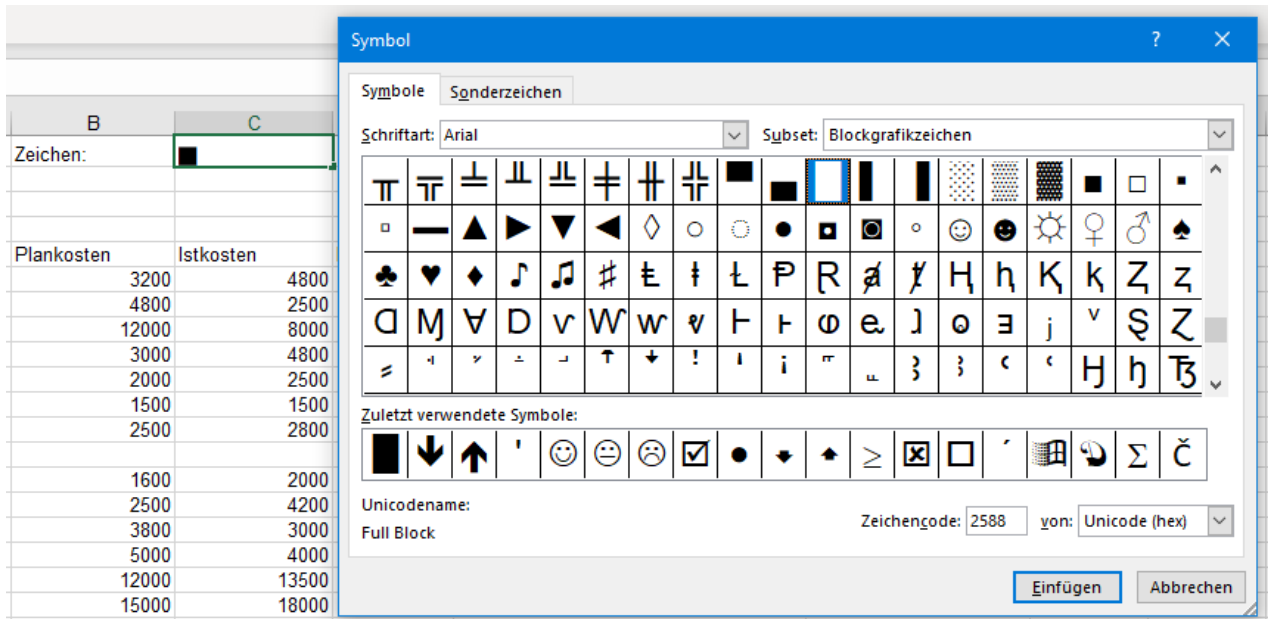 Symbol ? ×
Symbole Sonderzeichen
Schriftart: Arial Subset: Blockgrafikzeichen
B C
Zeichen: ■
╥ ╦ ╧ ╨ ╩ ╪ ╫ ╬ ▀ ▄ █ ▌ ▐ ░ ▒ ▓ ■ □ ▪
▫ ▬ ▲ ► ▼ ◄ ◊ ○ ◌ ● ◘ ◙ ◦ ☺ ☻ ☼ ♀ ♂ ♠
♣ ♥ ♦ ♪ ♫ ♯ Ⱡ ⱡ Ɫ Ᵽ Ɽ ⱥ ⱦ Ⱨ ⱨ Ⱪ ⱪ Ⱬ ⱬ
Ɑ Ɱ Ɐ Ɒ ⱱ Ⱳ ⱳ ⱴ Ⱶ ⱶ ⱷ ⱸ ⱹ ⱺ ⱻ ⱼ ⱽ Ȿ Ɀ
Zuletzt verwendete Symbole:
Unicodename:
Full Block
Zeichencode: 2588 von: Unicode (hex)
Einfügen Abbrechen
Plankosten Istkosten
3200 4800
4800 2500
12000 8000
3000 4800
2000 2500
1500 1500
2500 2800
1600 2000
2500 4200
3800 3000
5000 4000
12000 13500
15000 18000